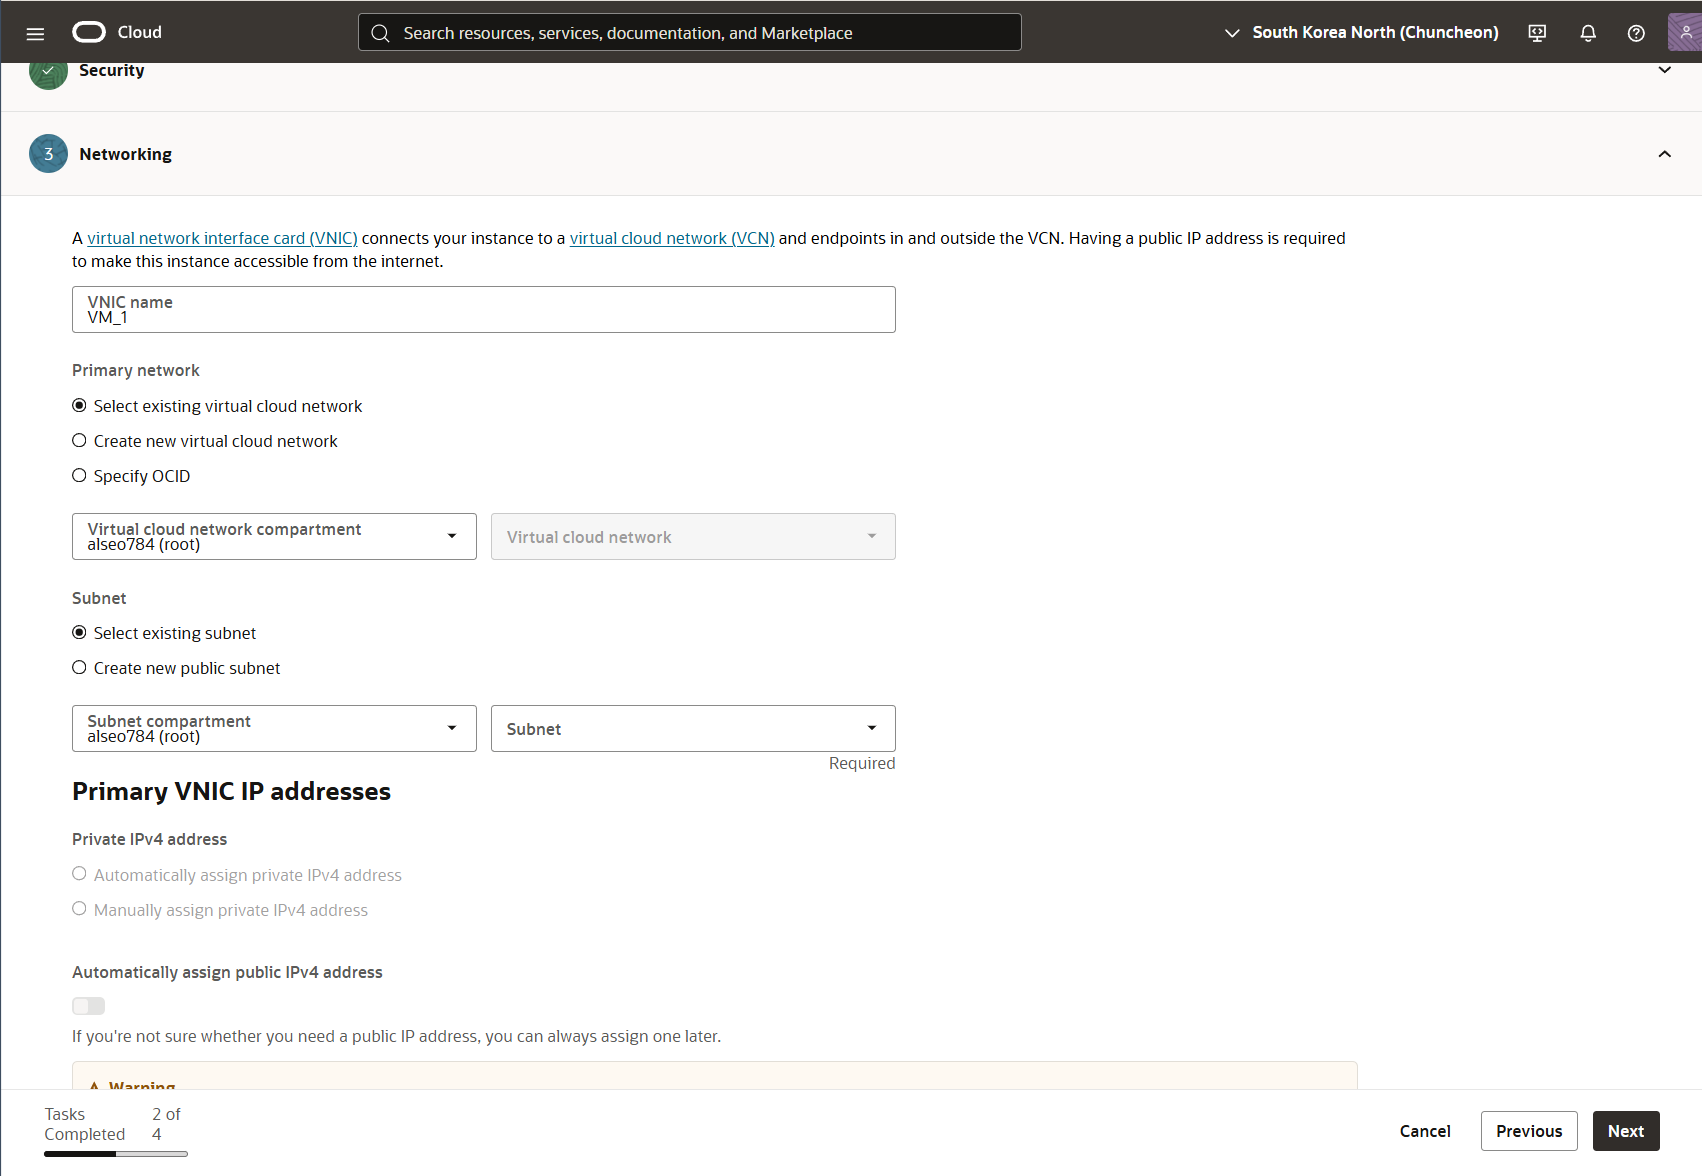 Cloud
Search resources, services, documentation, and Marketplace
South Korea North (Chuncheon)
Security
3
Networking
A virtual network interface card (VNIC) connects your instance to a virtual cloud network (VCN) and endpoints in and outside the VCN. Having a public IP address is required
to make this instance accessible from the internet.
VNIC name
VM_1
Primary network
Select existing virtual cloud network
Create new virtual cloud network
Specify OCID
Virtual cloud network compartment
alseo784 (root)
Virtual cloud network
Subnet
Select existing subnet
Create new public subnet
Subnet compartment
alseo784 (root)
Subnet
Required
Primary VNIC IP addresses
Private IPv4 address
Automatically assign private IPv4 address
Manually assign private IPv4 address
Automatically assign public IPv4 address
If you're not sure whether you need a public IP address, you can always assign one later.
Warning
Tasks Completed
2 of 4
Cancel
Previous
Next